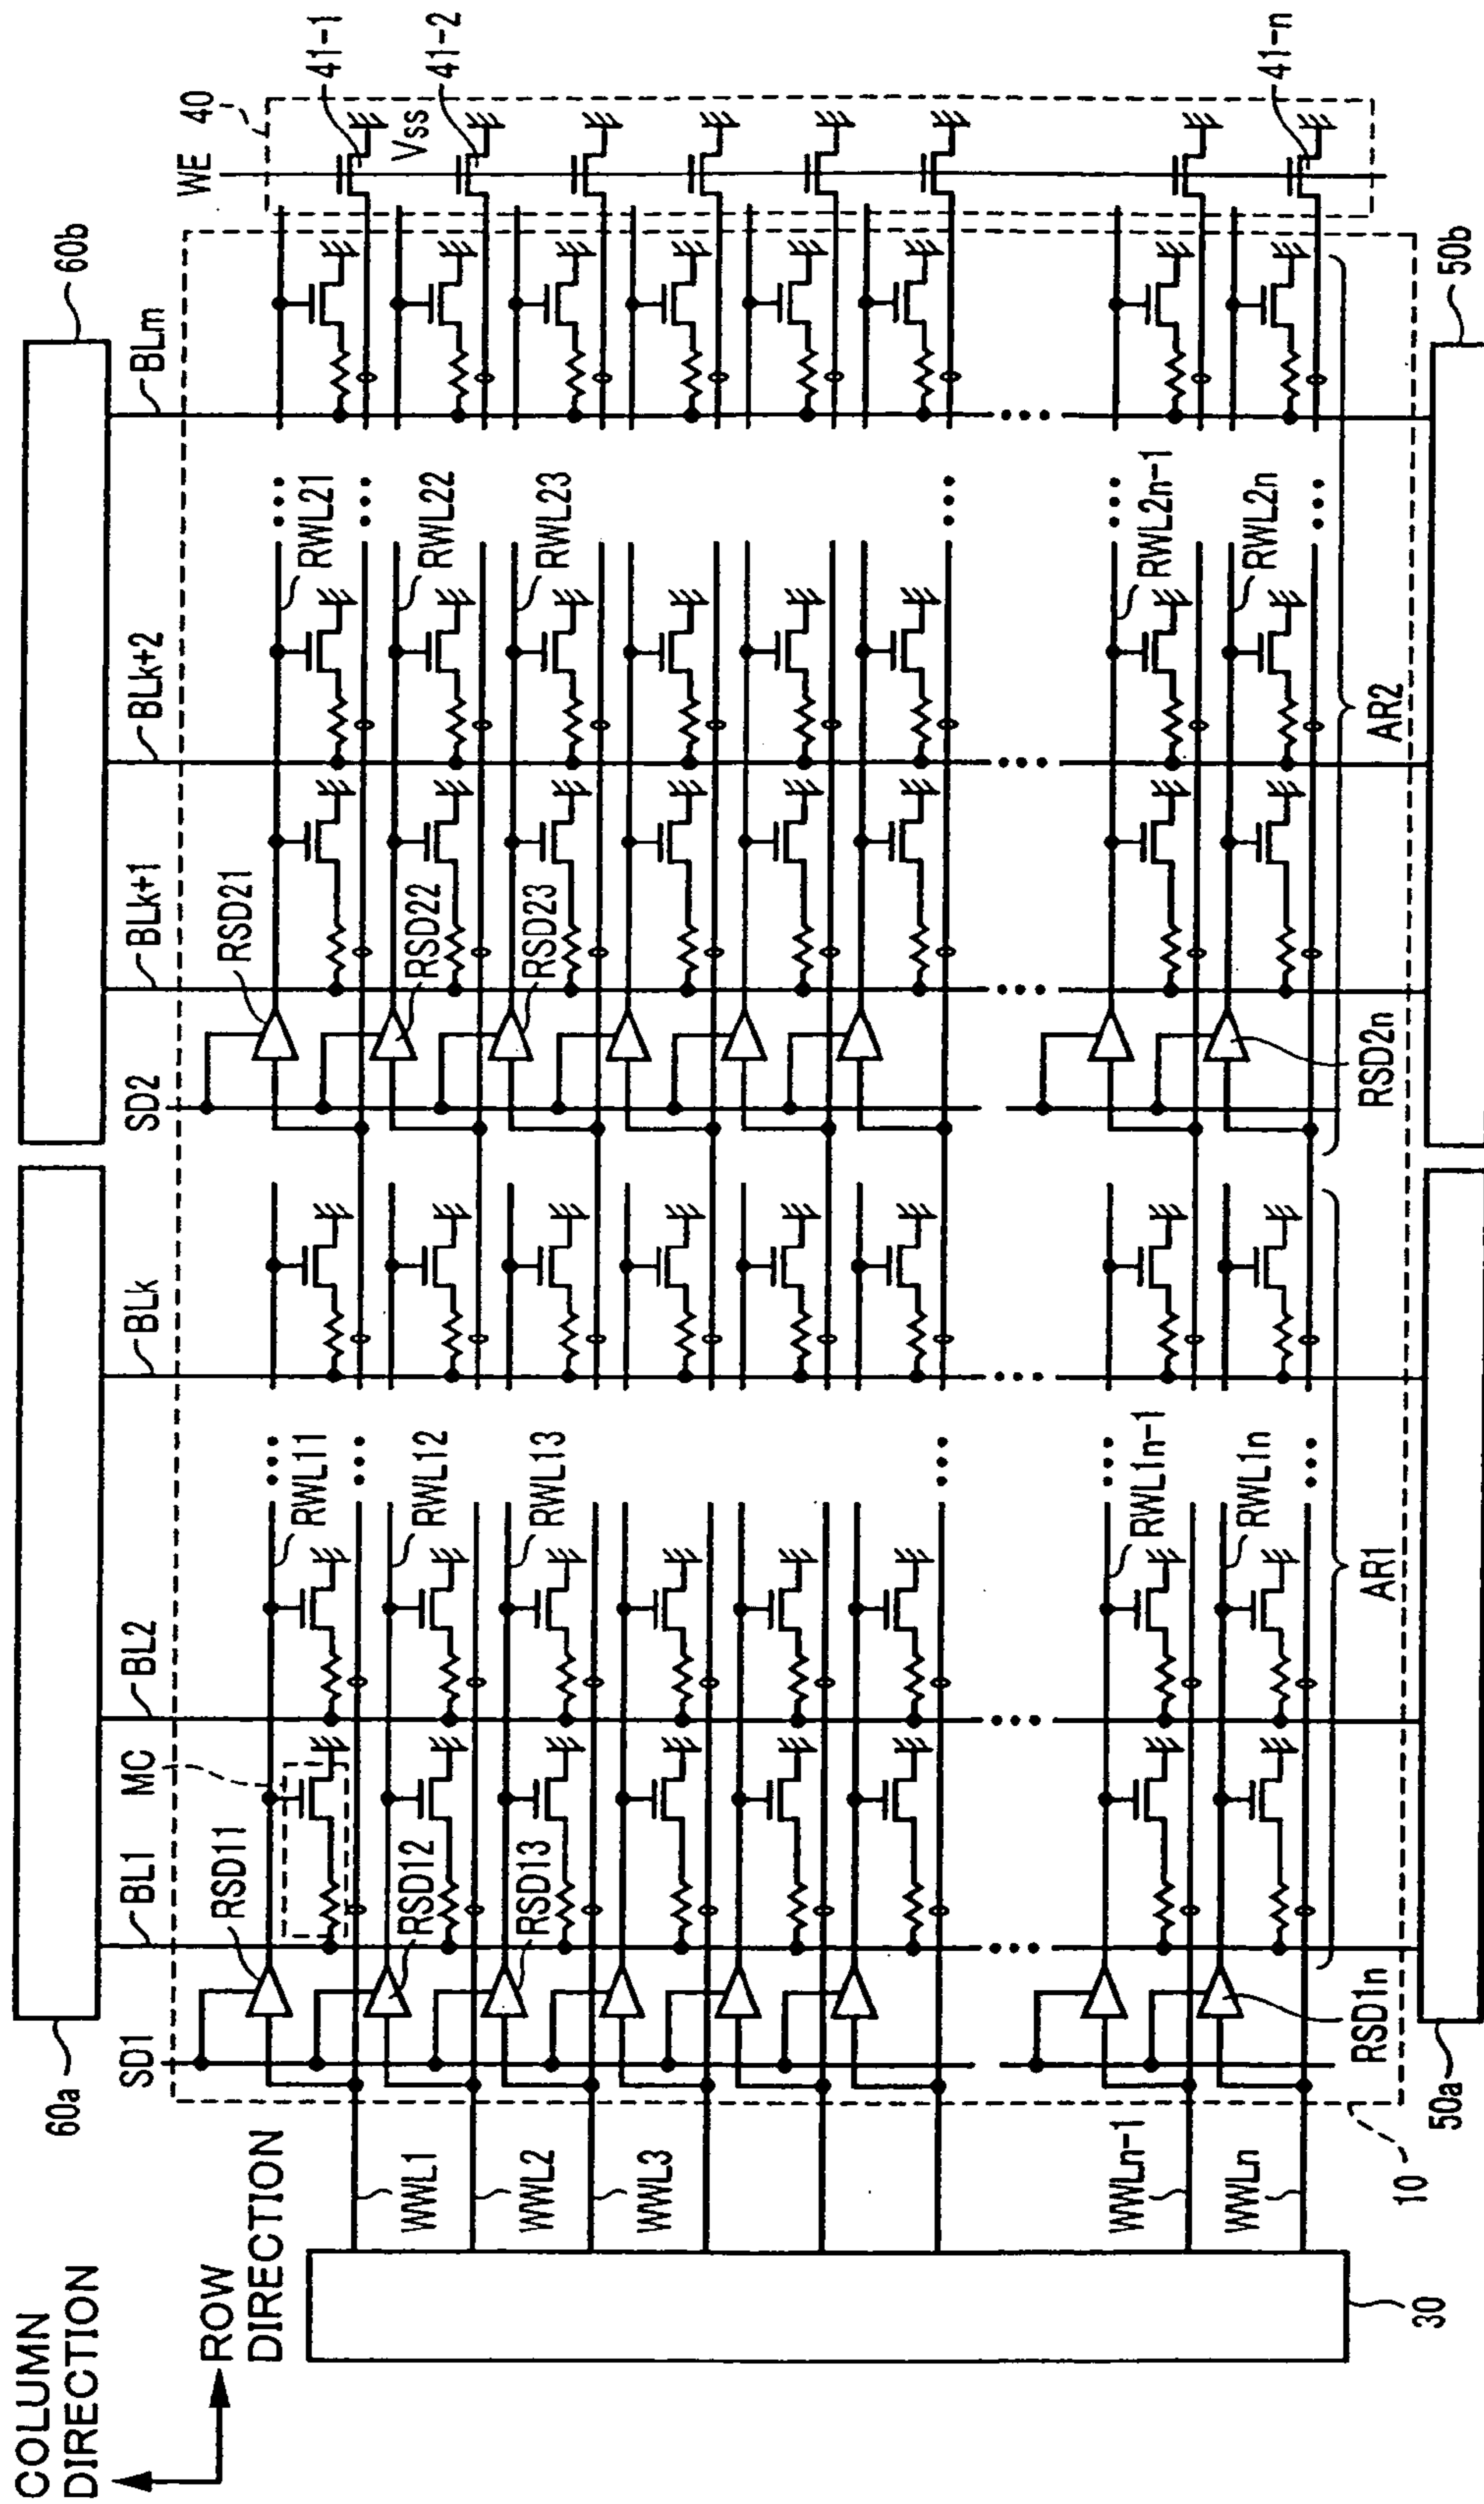 COLUMN
DIRECTION
ROW
DIRECTION
60a
60b
SD1
BL1
MC
BL2
BLk
SD2
BLk+1
BLk+2
BLm
WE
40
RSD11
RWL11
RSD21
RWL21
41-1
Vss
WWL1
RSD12
RWL12
RSD22
RWL22
41-2
WWL2
RSD13
RWL13
RSD23
RWL23
WWL3
WWLn-1
RWL1n-1
RWL2n-1
41-n
WWLn
RWL1n
RWL2n
30
10
RSD1n
AR1
RSD2n
AR2
50a
50b